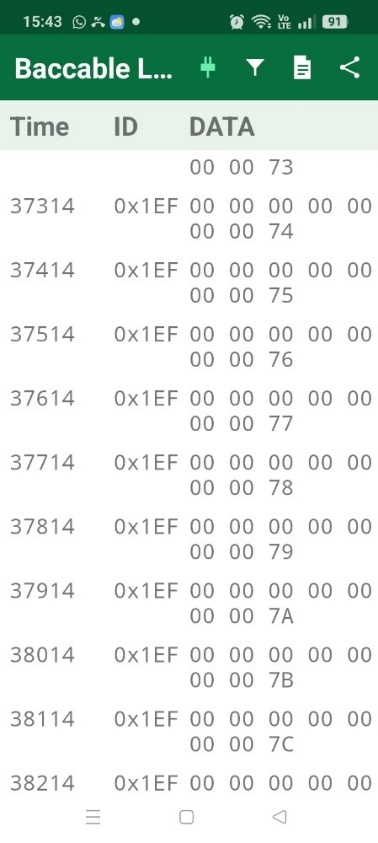 15:43 Vo LTE 91
Baccable L...
Time ID DATA
00 00 73
37314 0x1EF 00 00 00 00 00
00 00 74
37414 0x1EF 00 00 00 00 00
00 00 75
37514 0x1EF 00 00 00 00 00
00 00 76
37614 0x1EF 00 00 00 00 00
00 00 77
37714 0x1EF 00 00 00 00 00
00 00 78
37814 0x1EF 00 00 00 00 00
00 00 79
37914 0x1EF 00 00 00 00 00
00 00 7A
38014 0x1EF 00 00 00 00 00
00 00 7B
38114 0x1EF 00 00 00 00 00
00 00 7C
38214 0x1EF 00 00 00 00 00